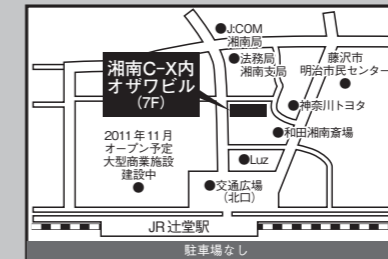 J:COM
湘南局
法務局
湘南支局
藤沢市
明治市民センター
湘南C-X内
オザワビル
(7F)
神奈川トヨタ
2011年11月
オープン予定
大型商業施設
建設中
和田湘南斎場
Luz
交通広場
(北口)
JR辻堂駅
駐車場なし